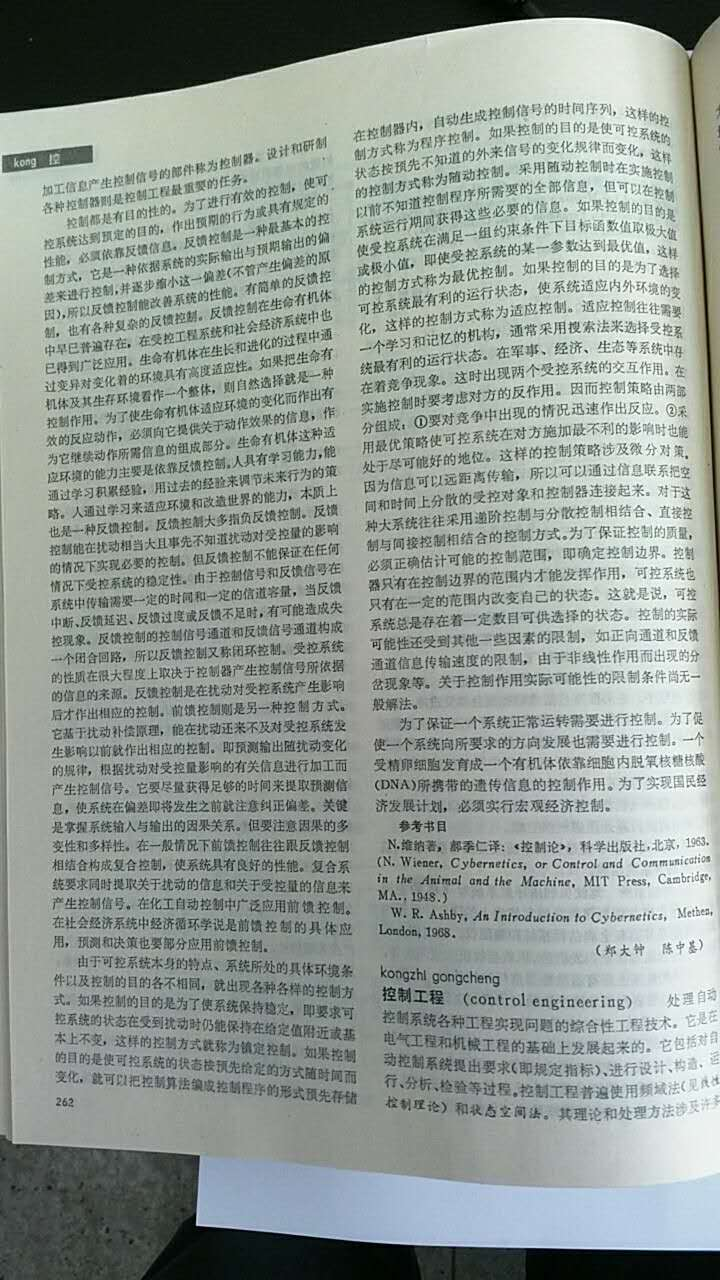 kong 控
加工信息产生控制信号的部件称为控制器。设计和研制
各种控制器则是控制工程最重要的任务。
控制都是有目的性的。为了进行有效的控制，使可
控系统达到预定的目的，作出预期的行为或具有规定的
性能，必须依靠反馈信息。反馈控制是一种最基本的控
制方式，它是一种依据系统的实际输出与预期输出的偏
差来进行控制，并逐步缩小这一偏差(不管产生偏差的原
因)，所以反馈控制能改善系统的性能。有简单的反馈控
制，也有各种复杂的反馈控制。反馈控制在生命有机体
中早已普遍存在，在受控工程系统和社会经济系统中也
已得到广泛应用。生命有机体在生长和进化的过程中通
过变异对变化着的环境具有高度适应性。如果把生命有
机体及其生存环境看作一个整体，则自然选择就是一种
控制作用。为了使生命有机体适应环境的变化而作出有
效的反应动作，必须向它提供关于动作效果的信息，作
为它继续动作所需信息的组成部分。生命有机体这种适
应环境的能力主要是依靠反馈控制。人具有学习能力，能
通过学习积累经验，用过去的经验来调节未来行为的策
略。人通过学习来适应环境和改造世界的能力，本质上
也是一种反馈控制。反馈控制大多指负反馈控制。反馈
控制能在扰动相当大且事先不知道扰动对受控量的影响
的情况下实现必要的控制。但反馈控制不能保证在任何
情况下受控系统的稳定性。由于控制信号和反馈信号在
系统中传输需要一定的时间和一定的信道容量，当反馈
中断、反馈延迟、反馈过度或反馈不足时，有可能造成失
控现象。反馈控制的控制信号通道和反馈信号通道构成
一个闭合回路，所以反馈控制又称闭环控制。受控系统
的性质在很大程度上取决于控制器产生控制信号所依据
的信息的来源。反馈控制是在扰动对受控系统产生影响
后才作出相应的控制。前馈控制则是另一种控制方式。
它基于扰动补偿原理，能在扰动还来不及对受控系统发
生影响以前就作出相应的控制。即预测输出随扰动变化
的规律，根据扰动对受控量影响的有关信息进行加工而
产生控制信号。它要尽量获得足够的时间来提取预测信
息，使系统在偏差即将发生之前就注意纠正偏差。关键
是掌握系统输入与输出的因果关系。但要注意因果的多
变性和多样性。在一般情况下前馈控制往往跟反馈控制
相结合构成复合控制，使系统具有良好的性能。复合系
统要求同时提取关于扰动的信息和关于受控量的信息来
产生控制信号。在化工自动控制中广泛应用前馈控制。
在社会经济系统中经济循环学说是前馈控制的具体应
用，预测和决策也要部分应用前馈控制。
由于可控系统本身的特点、系统所处的具体环境条
件以及控制的目的各不相同，就出现各种各样的控制方
式。如果控制的目的是为了使系统保持稳定，即要求可
控系统的状态在受到扰动时仍能保持在给定值附近或基
本上不变，这样的控制方式就称为镇定控制。如果控制
的目的是使可控系统的状态按预先给定的方式随时间而
变化，就可以把控制算法编成控制程序的形式预先存储
262
在控制器内，自动生成控制信号的时间序列，这样的控
制方式称为程序控制。如果控制的目的是使可控系统的
状态按预先不知道的外来信号的变化规律而变化，这样
的控制方式称为随动控制。采用随动控制时在实施控制
以前不知道控制程序所需要的全部信息，但可以在控制
系统运行期间获得这些必要的信息。如果控制的目的是
使受控系统在满足一组约束条件下目标函数值取极大值
或极小值，即使受控系统的某一参数达到最优值，这样
的控制方式称为最优控制。如果控制的目的是为了选择
可控系统最有利的运行状态，使系统适应内外环境的变
化，这样的控制方式称为适应控制。适应控制往往需要
一个学习和记忆的机构，通常采用搜索法来选择受控系
统最有利的运行状态。在军事、经济、生态等系统中存
在着竞争现象。这时出现两个受控系统的交互作用。在
实施控制时要考虑对方的反作用。因而控制策略由两部
分组成：①要对竞争中出现的情况迅速作出反应。②采
用最优策略使可控系统在对方施加最不利的影响时也能
处于尽可能好的地位。这样的控制策略涉及微分对策。
因为信息可以远距离传输，所以可以通过信息联系把空
间和时间上分散的受控对象和控制器连接起来。对于这
种大系统往往采用递阶控制与分散控制相结合、直接控
制与间接控制相结合的控制方式。为了保证控制的质量，
必须正确估计可能的控制范围，即确定控制边界。控制
器只有在控制边界的范围内才能发挥作用，可控系统也
只有在一定的范围内改变自己的状态。这就是说，可控
系统总是存在着一定数目可供选择的状态。控制的实际
可能性还受到其他一些因素的限制，如正向通道和反馈
通道信息传输速度的限制，由于非线性作用而出现的分
岔现象等。关于控制作用实际可能性的限制条件尚无一
般解法。
为了保证一个系统正常运转需要进行控制。为了促
使一个系统向所要求的方向发展也需要进行控制。一个
受精卵细胞发育成一个有机体依靠细胞内脱氧核糖核酸
(DNA)所携带的遗传信息的控制作用。为了实现国民经
济发展计划，必须实行宏观经济控制。
参考书目
N.维纳著，郝季仁译：《控制论》，科学出版社，北京，1963.
(N. Wiener, Cybernetics, or Control and Communication
in the Animal and the Machine, MIT Press, Cambridge,
MA., 1948.)
W. R. Ashby, An Introduction to Cybernetics, Methen,
London, 1968.
(郑大钟 陈中基)
kongzhi gongcheng
控制工程 (control engineering) 处理自动
控制系统各种工程实现问题的综合性工程技术。它是在
电气工程和机械工程的基础上发展起来的。它包括对自
动控制系统提出要求(即规定指标)、进行设计、构造、运
行、分析、检验等过程。控制工程普遍使用频域法(见线性
控制理论)和状态空间法。其理论和处理方法涉及许多